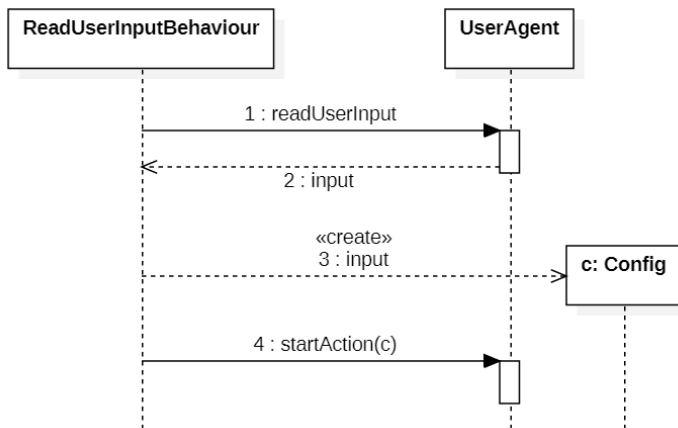 ReadUserInputBehaviour
UserAgent
1 : readUserInput
2 : input
«create»
3 : input
c: Config
4 : startAction(c)